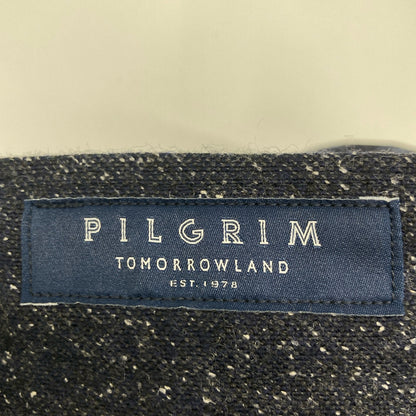 PILGRIM
TOMORROWLAND
EST. 1978